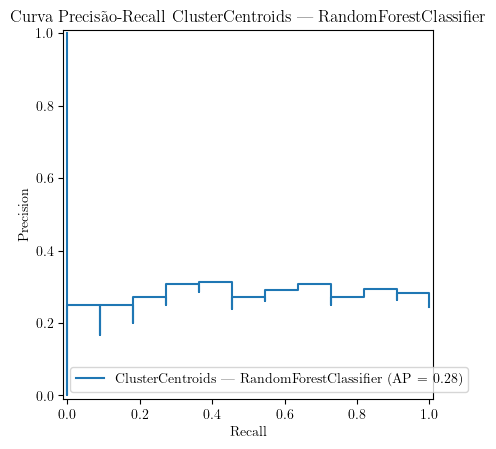 Curva Precisão-Recall ClusterCentroids — RandomForestClassifier
1.0
0.8
0.6
0.4
0.2
0.0
Precision
ClusterCentroids — RandomForestClassifier (AP = 0.28)
0.0 0.2 0.4 0.6 0.8 1.0
Recall